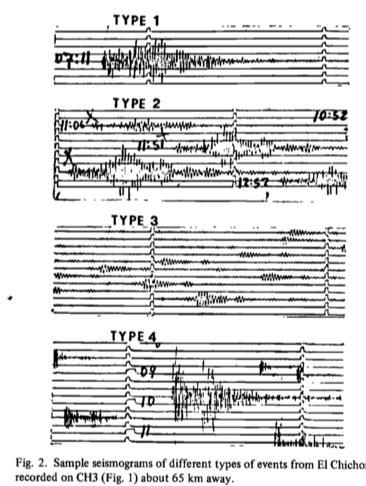 TYPE 1
07:11
TYPE 2
11:06
10:52
11:51
12:52
TYPE 3
TYPE 4
09
10
11
Fig. 2. Sample seismograms of different types of events from El Chicho
recorded on CH3 (Fig. 1) about 65 km away.